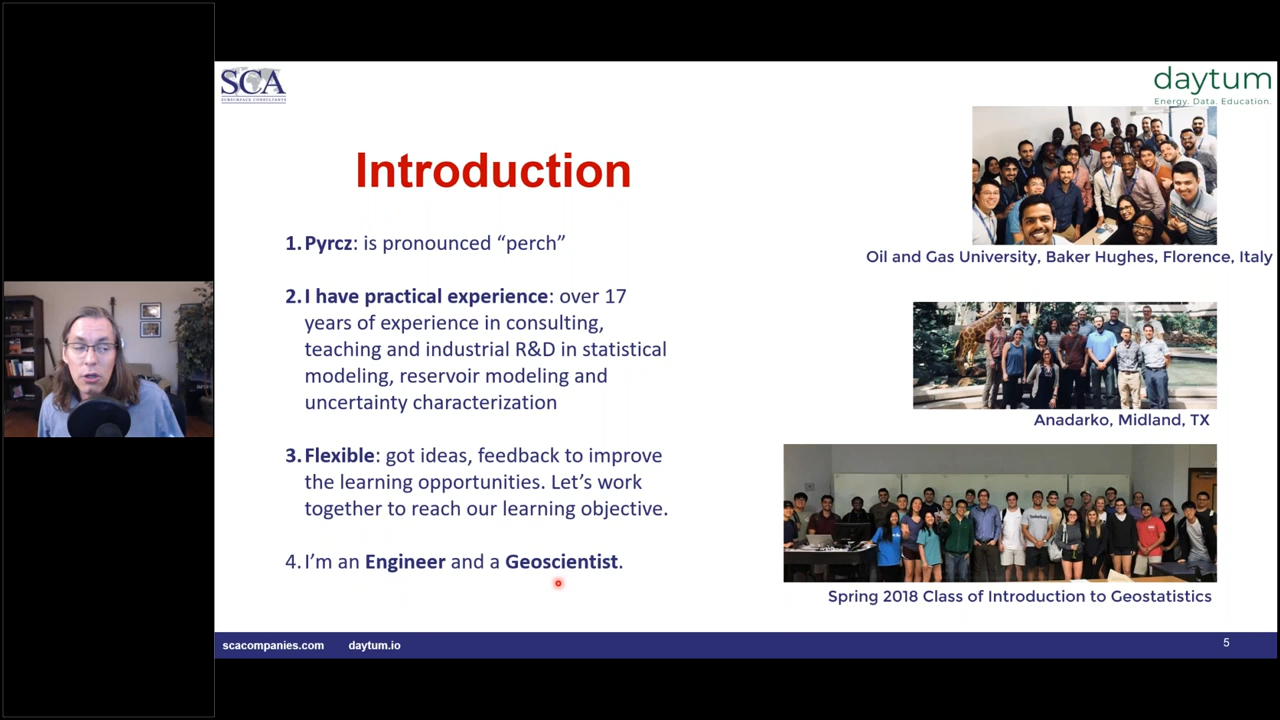 SCA
SUBSURFACE CONSULTANTS
daytum
Energy. Data. Education.
Introduction
1. Pyrcz: is pronounced “perch”
2. I have practical experience: over 17
years of experience in consulting,
teaching and industrial R&D in statistical
modeling, reservoir modeling and
uncertainty characterization
3. Flexible: got ideas, feedback to improve
the learning opportunities. Let’s work
together to reach our learning objective.
4. I’m an Engineer and a Geoscientist.
Oil and Gas University, Baker Hughes, Florence, Italy
Anadarko, Midland, TX
Spring 2018 Class of Introduction to Geostatistics
scacompanies.com daytum.io
5